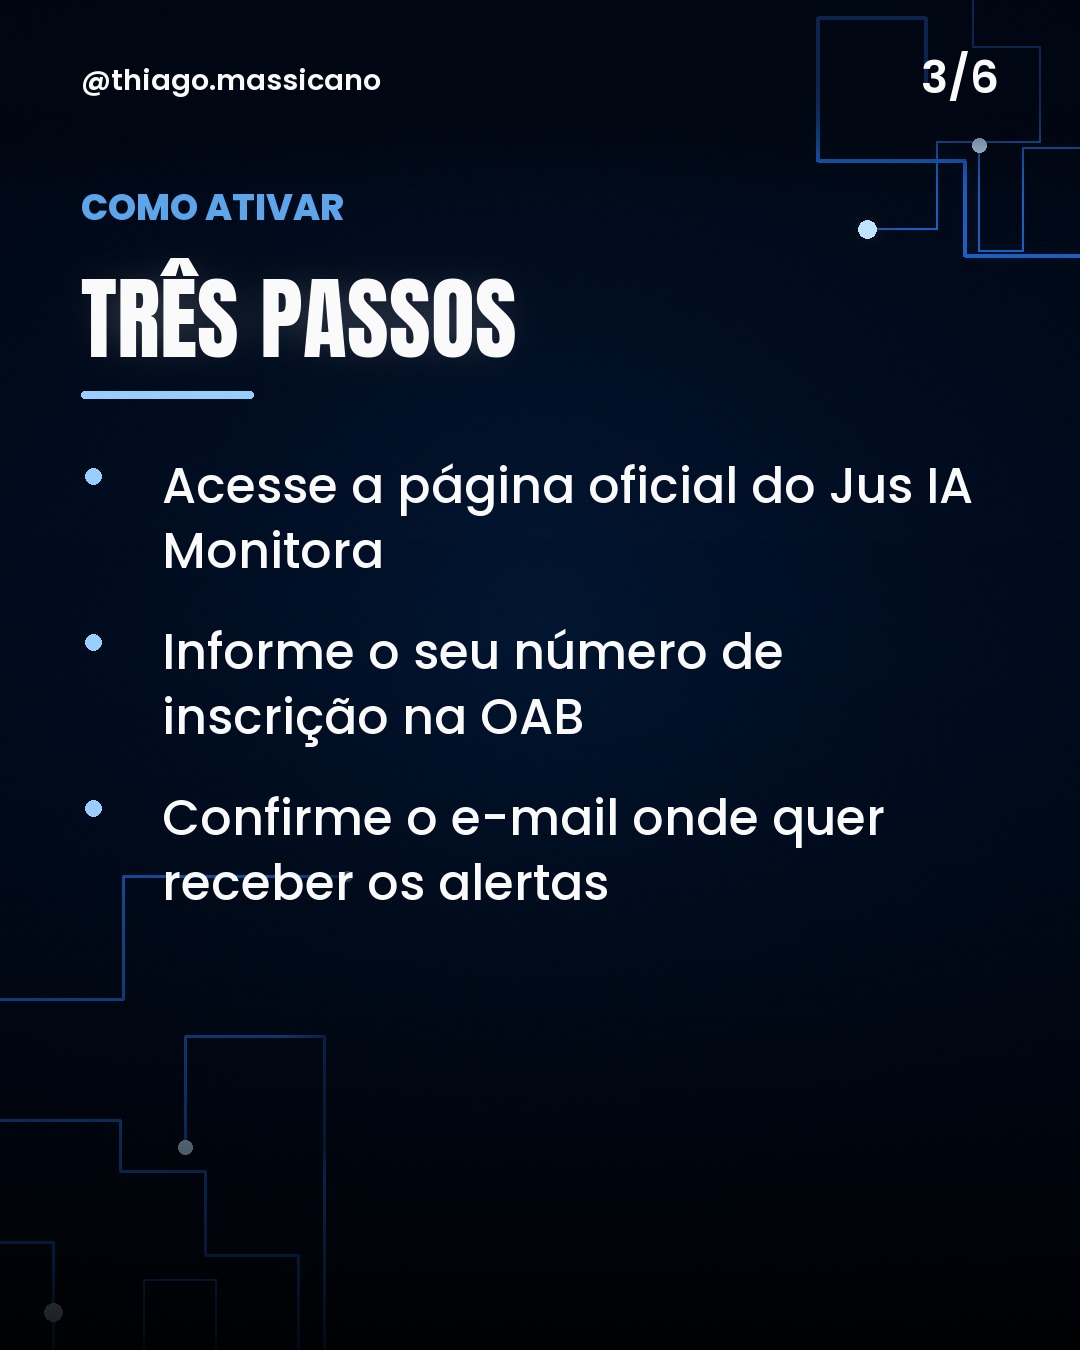 @thiago.massicano
3/6
COMO ATIVAR
TRÊS PASSOS
Acesse a página oficial do Jus IA
Monitora
Informe o seu número de
inscrição na OAB
Confirme o e-mail onde quer
receber os alertas